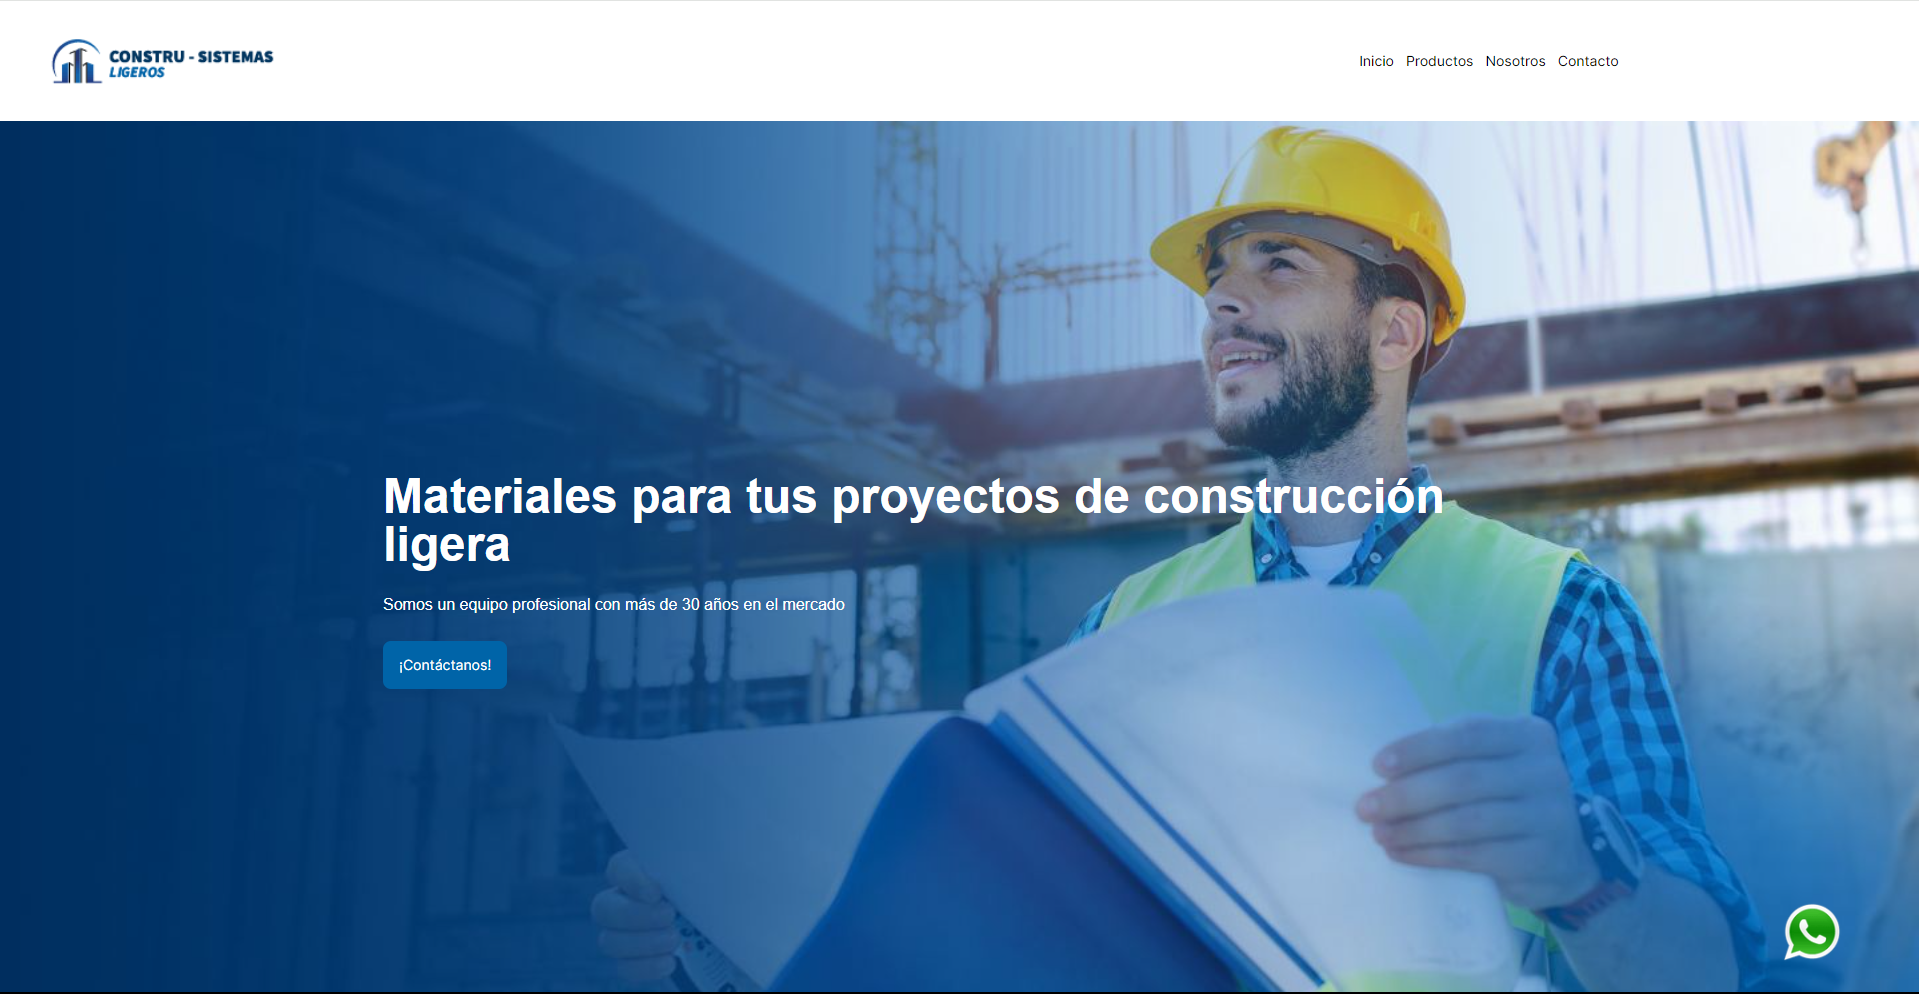 CONSTRU - SISTEMAS
LIGEROS
Inicio Productos Nosotros Contacto
Materiales para tus proyectos de construcción
ligera
Somos un equipo profesional con más de 30 años en el mercado
¡Contáctanos!